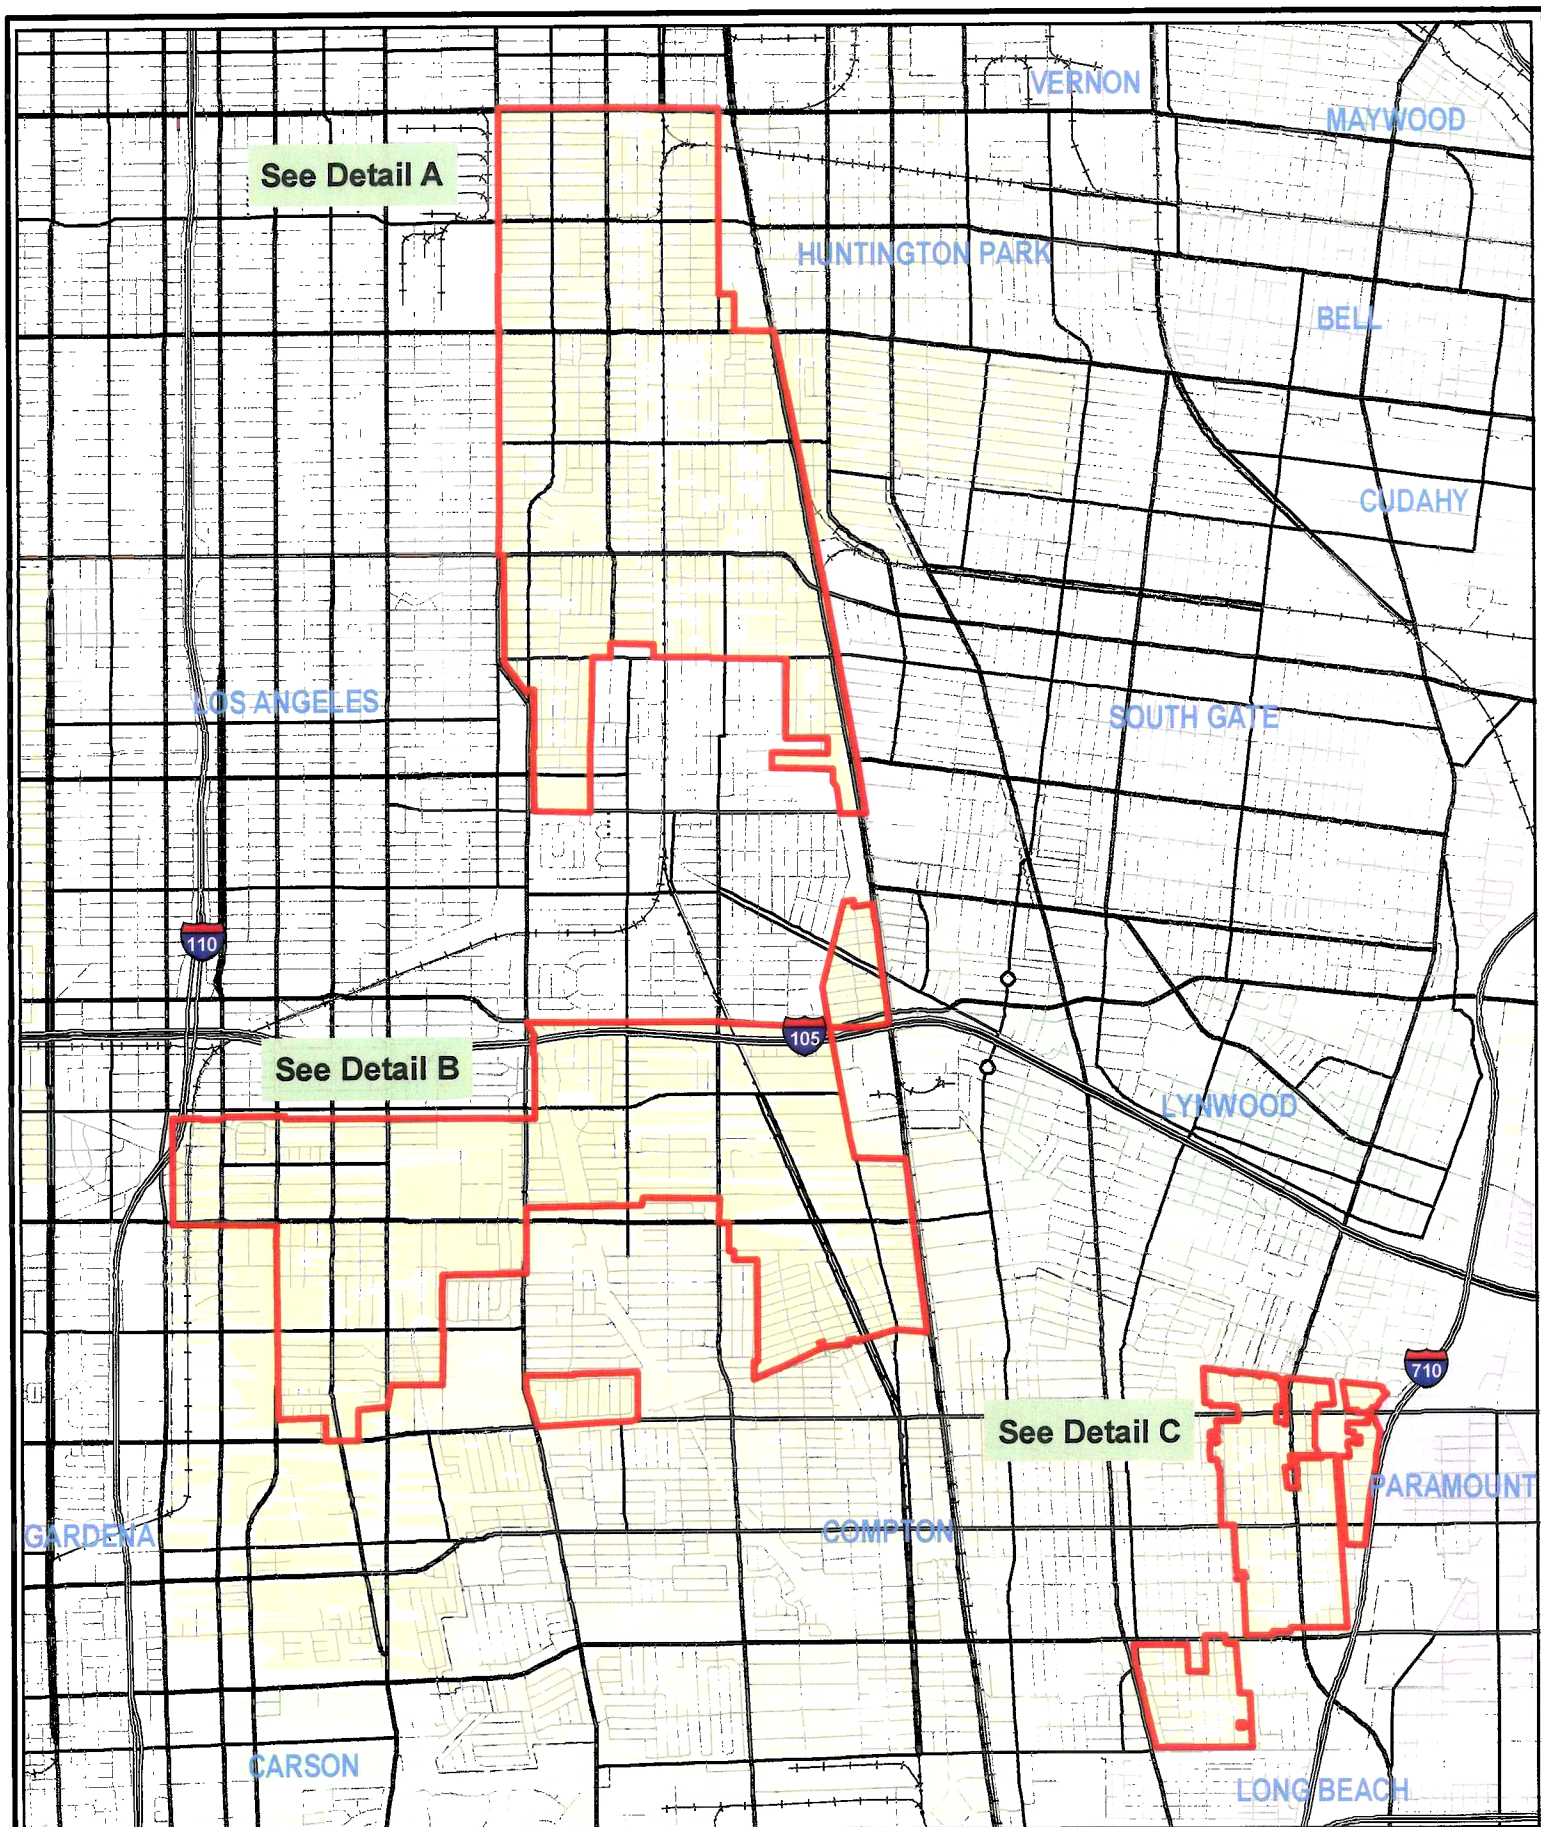 VERNON
MAYWOOD
See Detail A
HUNTINGTON PARK
BELL
CUDAHY
LOS ANGELES
SOUTH GATE
110
105
See Detail B
LYNWOOD
710
See Detail C
PARAMOUNT
GARDENA
COMPTON
CARSON
LONG BEACH